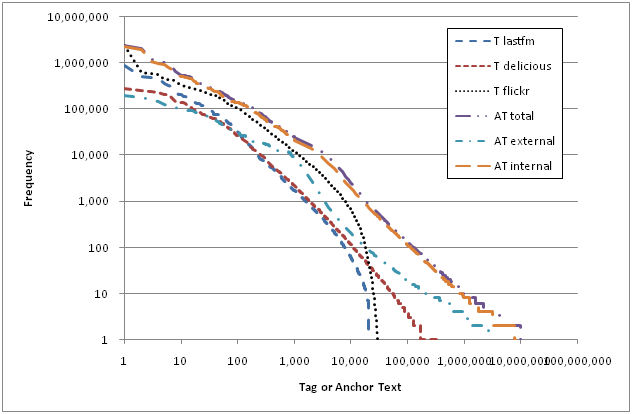 10,000,000
1,000,000
100,000
10,000
1,000
100
10
1
Frequency
T lastfm
T delicious
T flickr
AT total
AT external
AT internal
1 10 100 1,000 10,000 100,000 1,000,000 10,000,000 100,000,000
Tag or Anchor Text